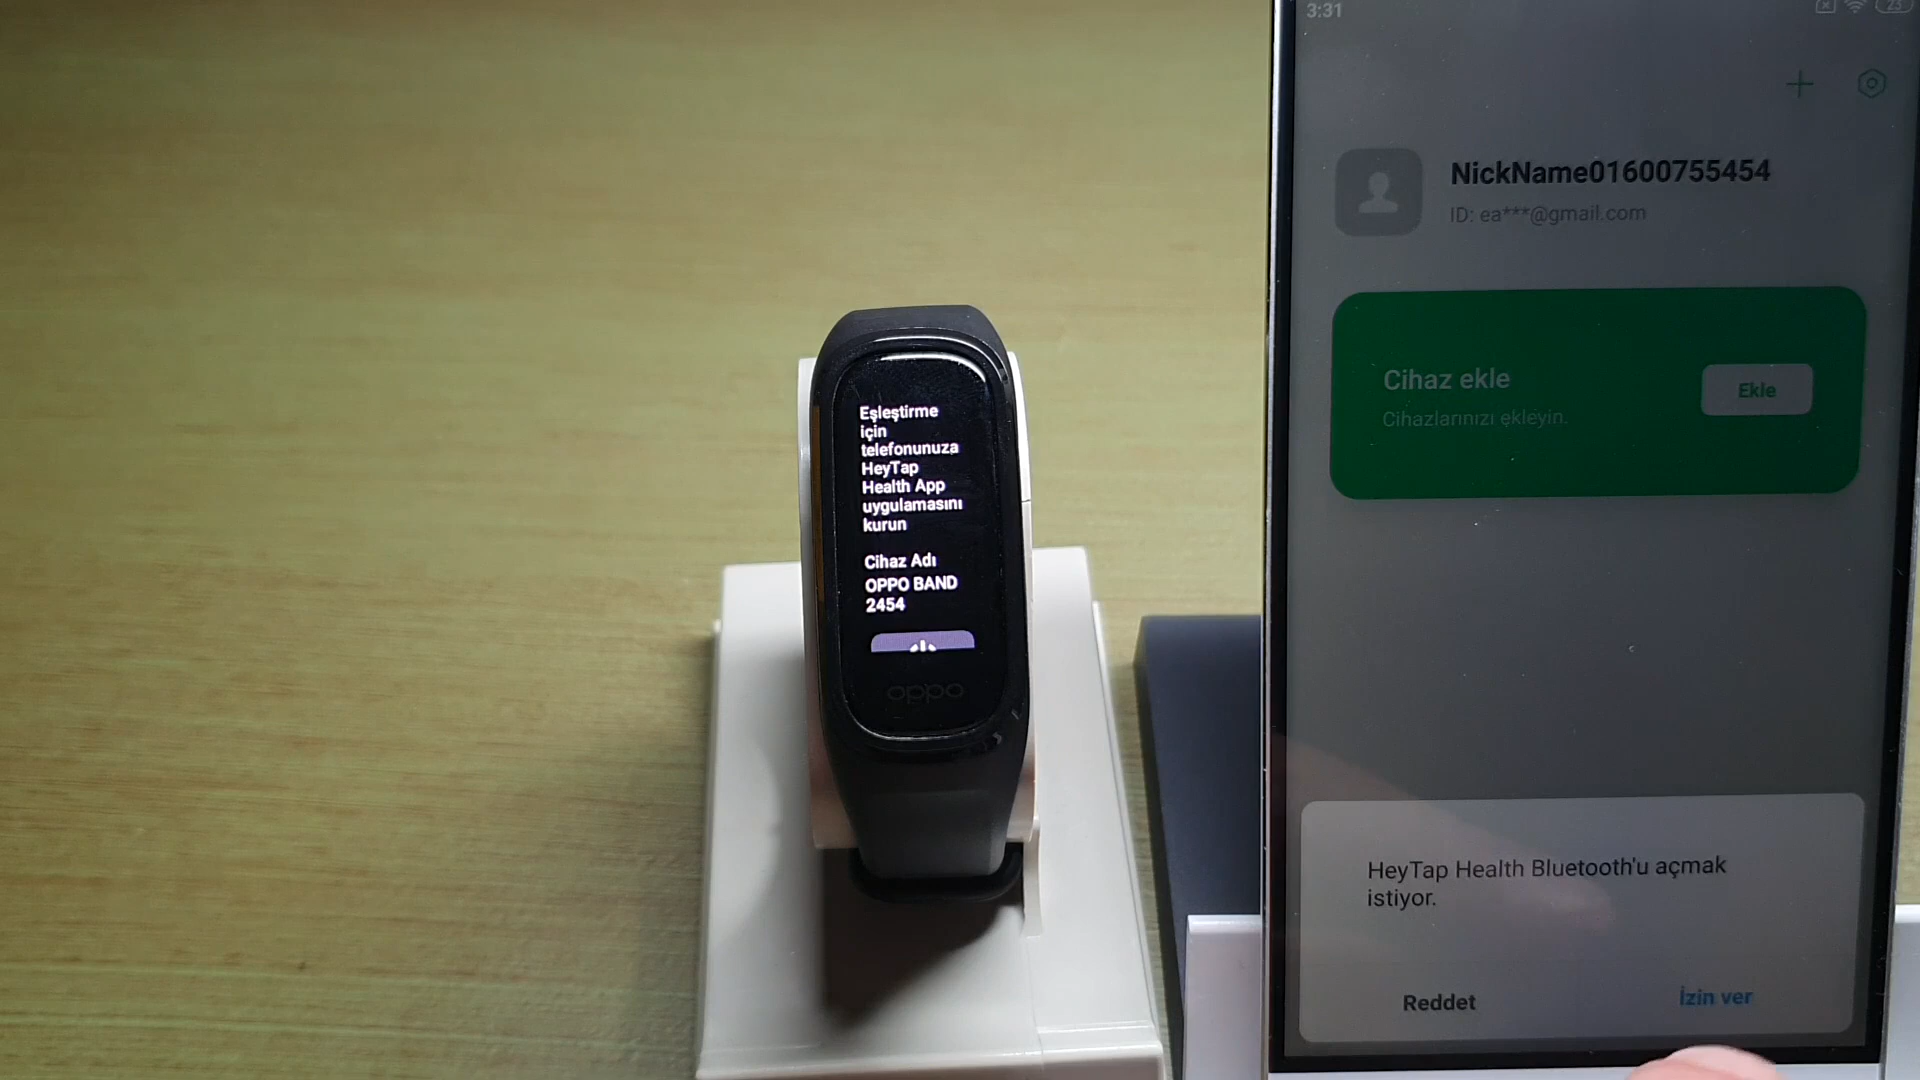 Eşleştirme
için
telefonunuza
HeyTap
Health App
uygulamasını
kurun
Cihaz Adı
OPPO BAND
2454
oppo
3:31
23
NickName01600755454
ID: ea***@gmail.com
Cihaz ekle
Cihazlarınızı ekleyin.
Ekle
HeyTap Health Bluetooth'u açmak
istiyor.
Reddet
İzin ver